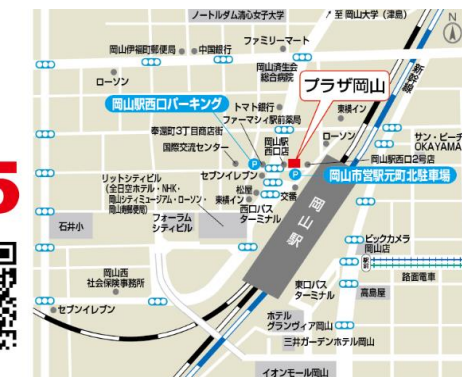 ノートルダム清心女子大学
至 岡山大学(津島)
N
岡山伊福町郵便局
中国銀行
ファミリーマート
岡山済生会
総合病院
新幹線
ローソン
プラザ岡山
岡山駅西口パーキング
トマト銀行
ファーマシィ駅前薬局
東横イン
奉還町3丁目商店街
国際交流センター
岡山駅
西口店
ローソン
サン・ピーチ
OKAYAMA
P
岡山駅西口2号店
セブンイレブン
P
岡山市営駅元町北駐車場
リットシティビル
(全日空ホテル・NHK・
岡山シティミュージアム・ローソン・
岡山南郵便局)
松屋
東横イン
交番
西口バス
ターミナル
5
石井小
フォーラム
シティビル
岡山駅
ビックカメラ
岡山店
駅前
路面電車
岡山西
社会保険事務所
東口バス
ターミナル
高島屋
セブンイレブン
ホテル
グランヴィア岡山
三井ガーデンホテル岡山
イオンモール岡山